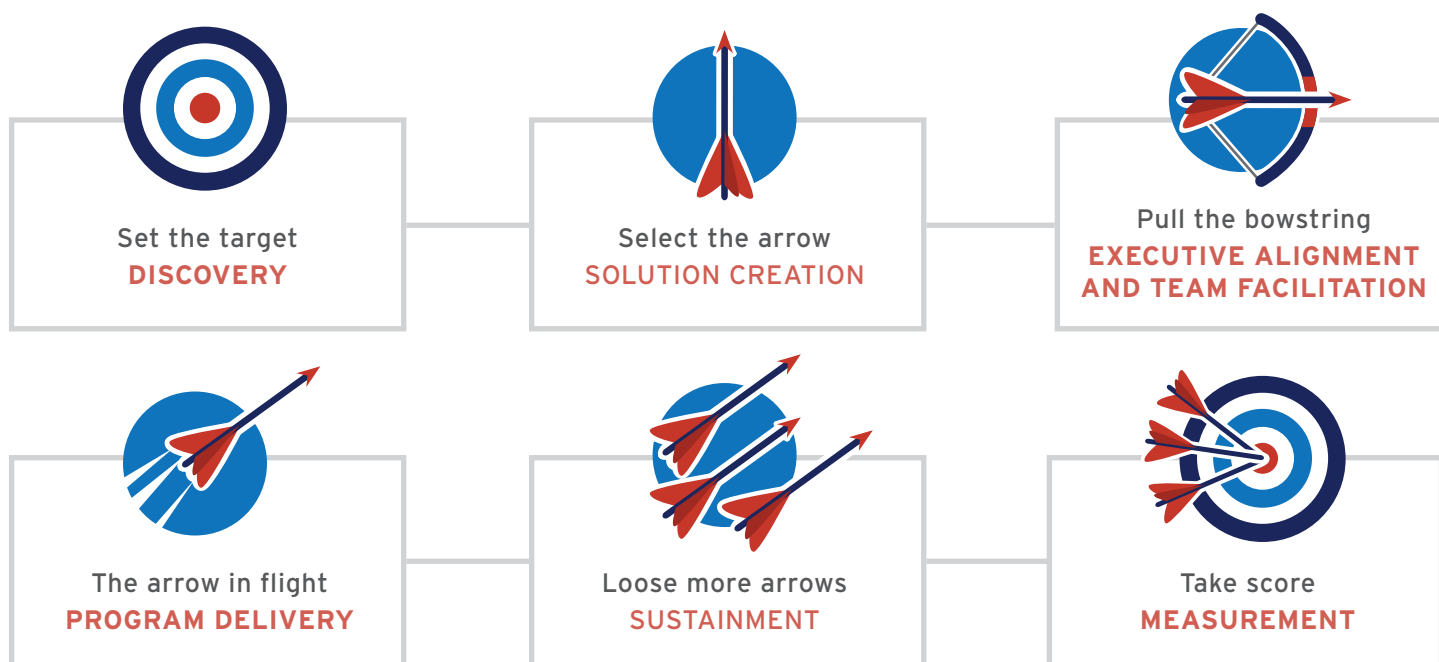 Set the target
DISCOVERY
Select the arrow
SOLUTION CREATION
Pull the bowstring
EXECUTIVE ALIGNMENT
AND TEAM FACILITATION
The arrow in flight
PROGRAM DELIVERY
Loose more arrows
SUSTAINMENT
Take score
MEASUREMENT